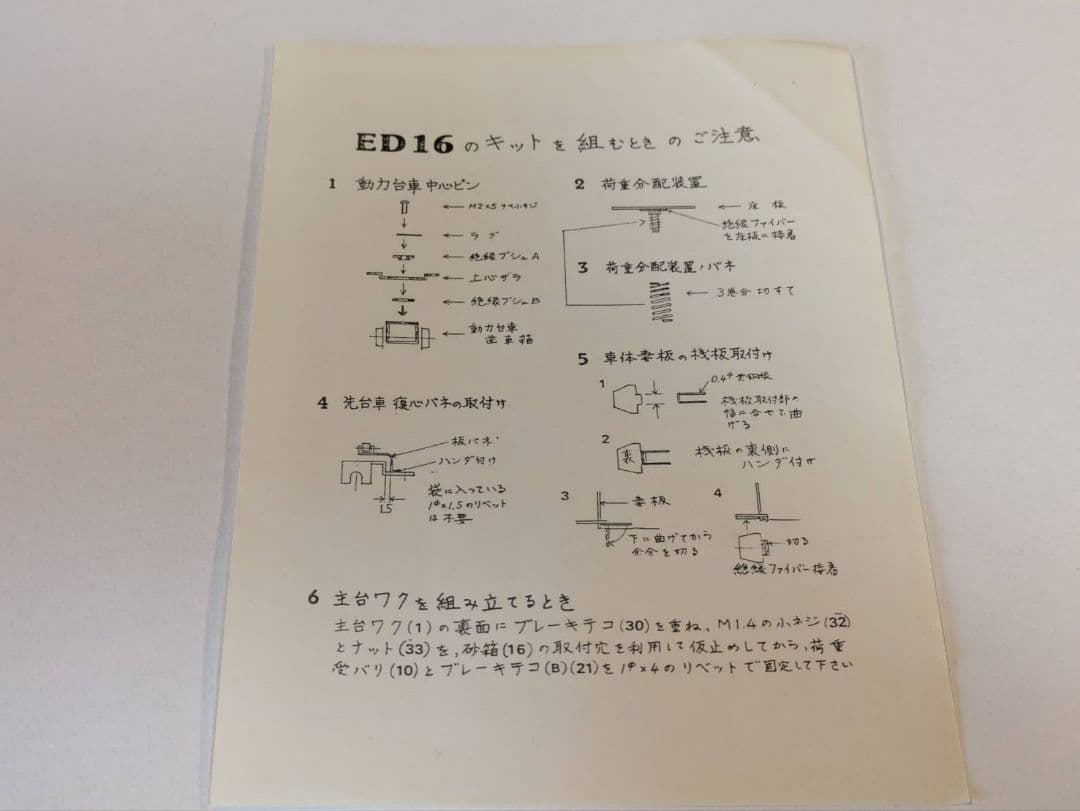 ED16のキットを組むときのご注意
1 動力台車中心ピン
M2×5ナベ小ネジ
ラグ
絶縁ブシュA
上心ザラ
絶縁ブシュB
動力台車
歯車箱
2 荷重分配装置
床板
絶縁ファイバー
を床板に接着
3 荷重分配装置バネ
3巻分切すて
4 先台車復心バネの取付け
板バネ
ハンダ付け
1.5
袋に入っている
1φ×1.5のリベット
は不要
5 車体妻板の桟板取付け
1
0.4φ
桟板取付部の
幅に合せて曲
げる
2
裏
桟板の裏側に
ハンダ付け
3
妻板
下に曲げてから
余分を切る
4
切る
絶縁ファイバー接着
6 主台ワクを組み立てるとき
主台ワク(1)の裏面にブレーキテコ(30)を重ね、M1.4の小ネジ(32)
とナット(33)を、砂箱(16)の取付穴を利用して仮止めしてから、荷重
受バリ(10)とブレーキテコ(B)(21)を1φ×4のリベットで固定して下さい